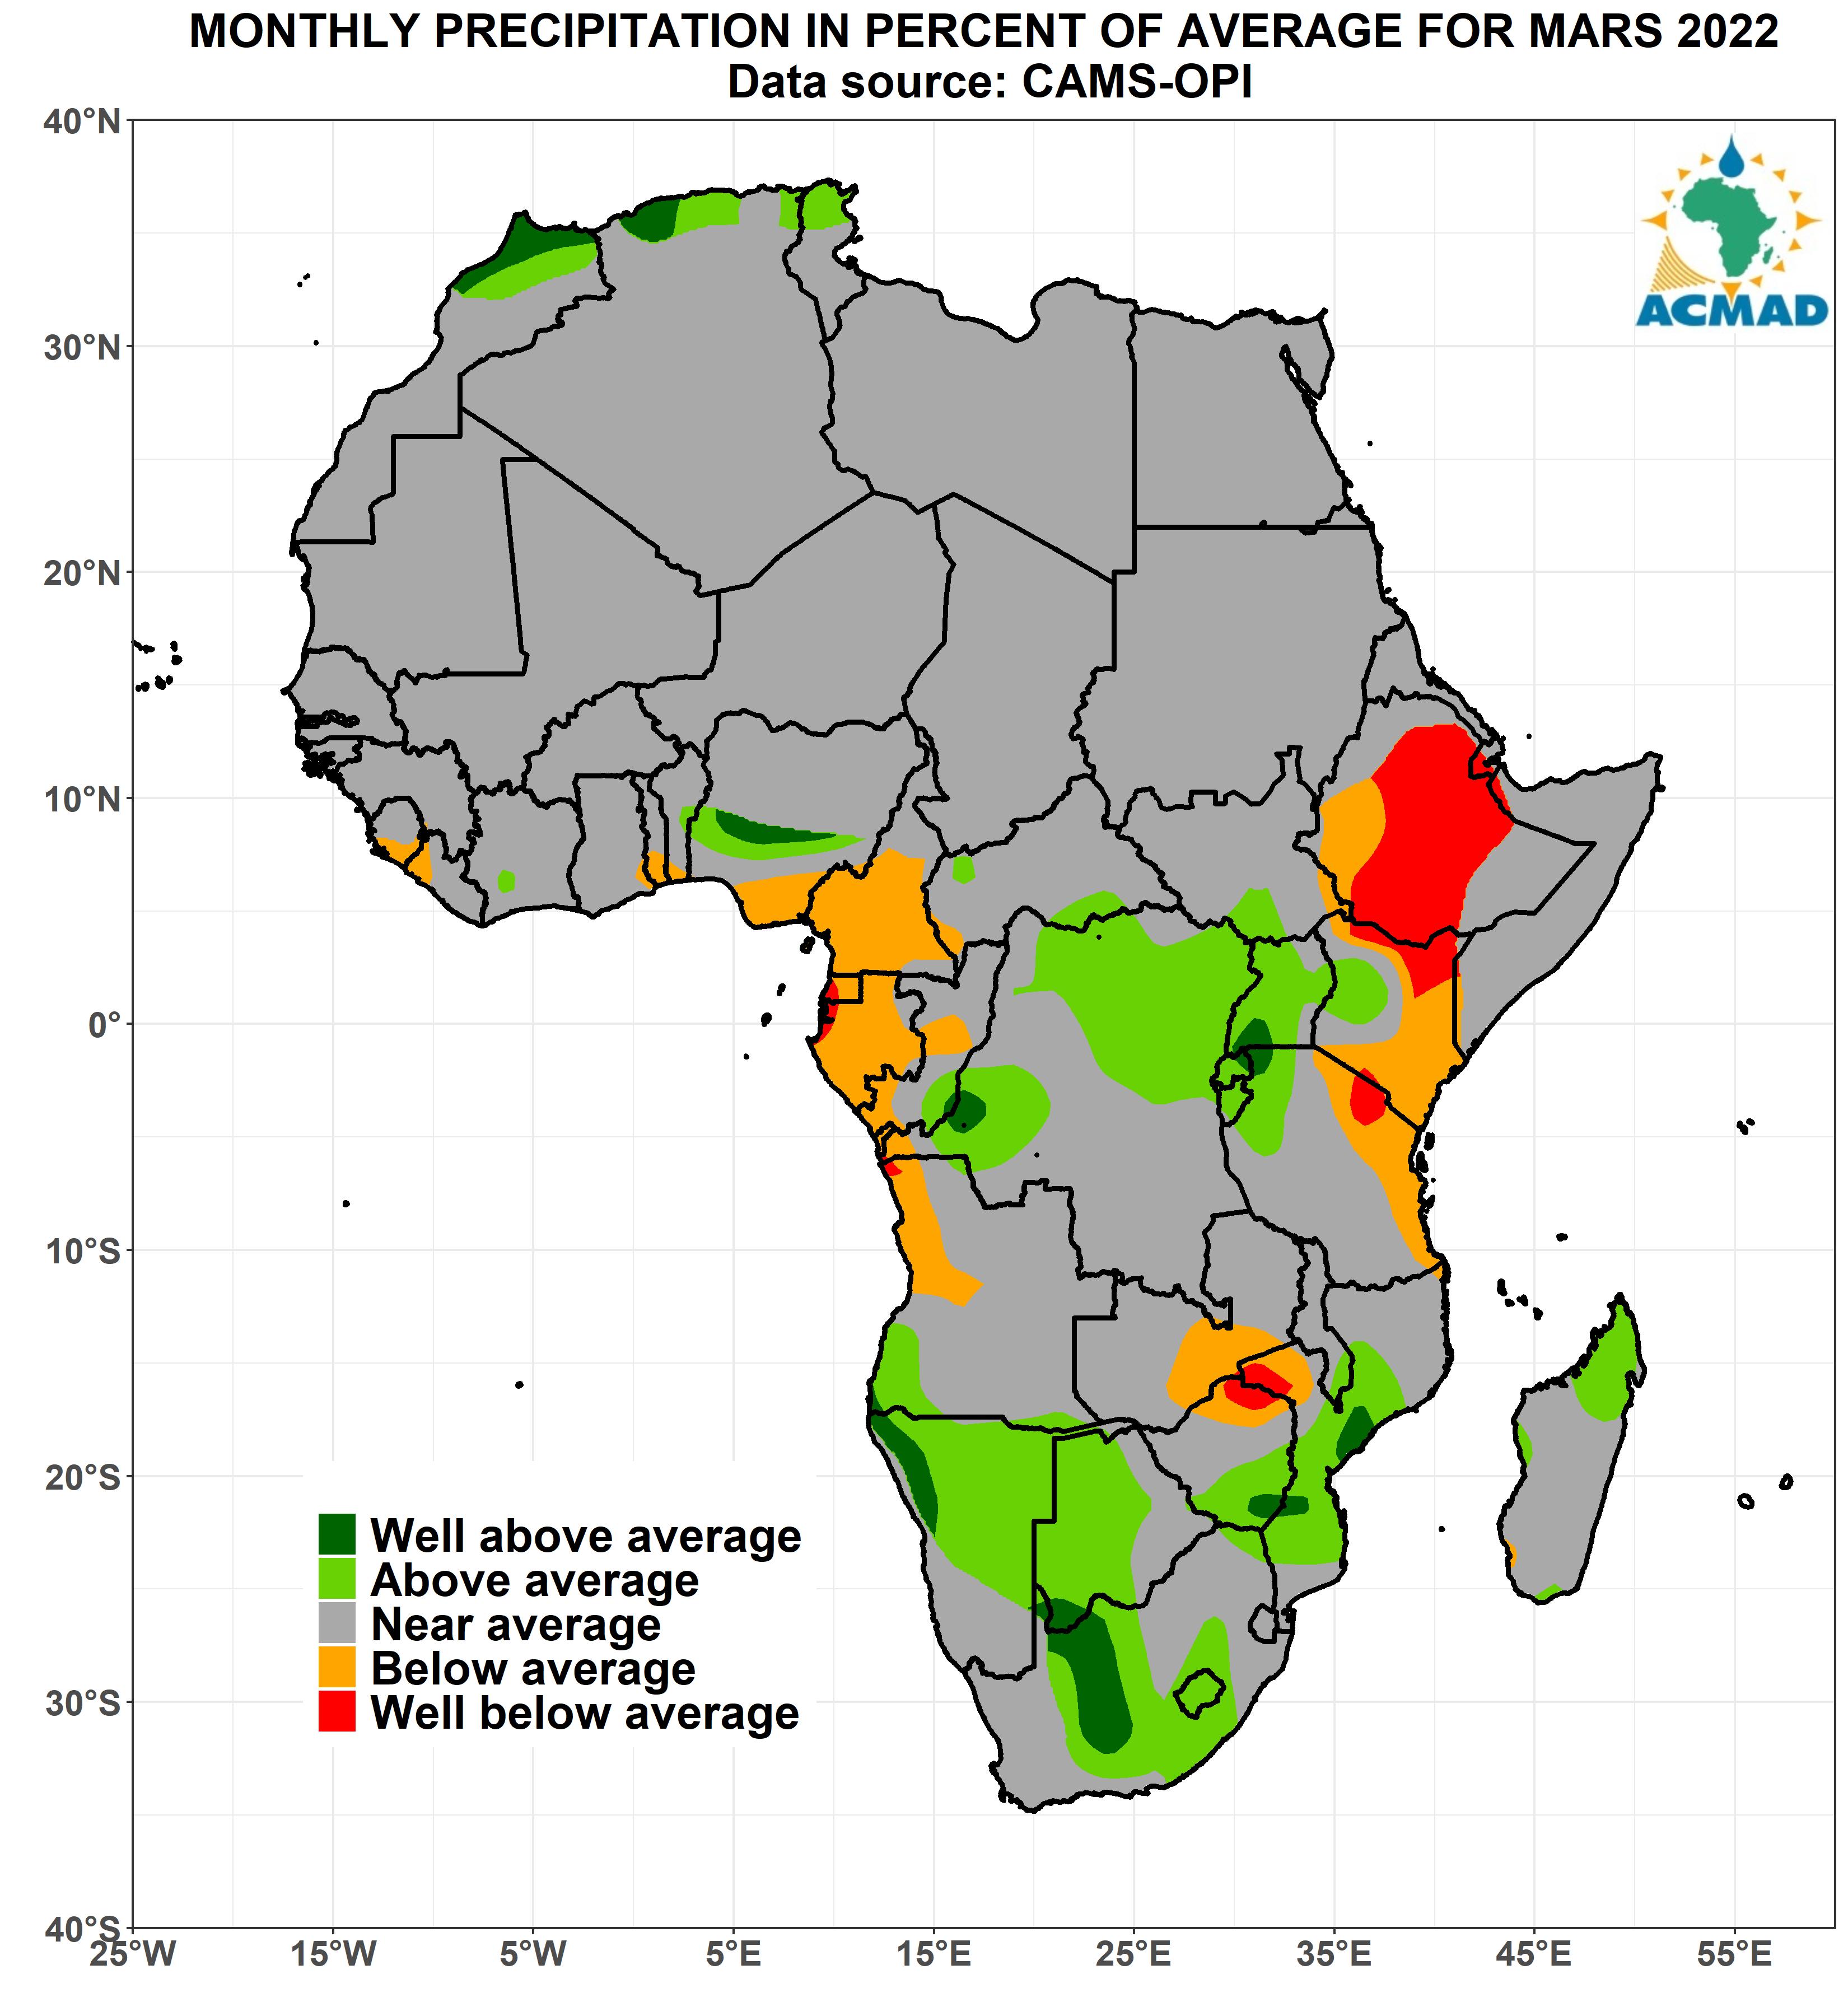 MONTHLY PRECIPITATION IN PERCENT OF AVERAGE FOR MARS 2022
Data source: CAMS-OPI
40°N
ACMAD
30°N
20°N
10°N
0°
10°S
20°S
Well above average
Above average
Near average
Below average
Well below average
30°S
40°S
25°W 15°W 5°W 5°E 15°E 25°E 35°E 45°E 55°E